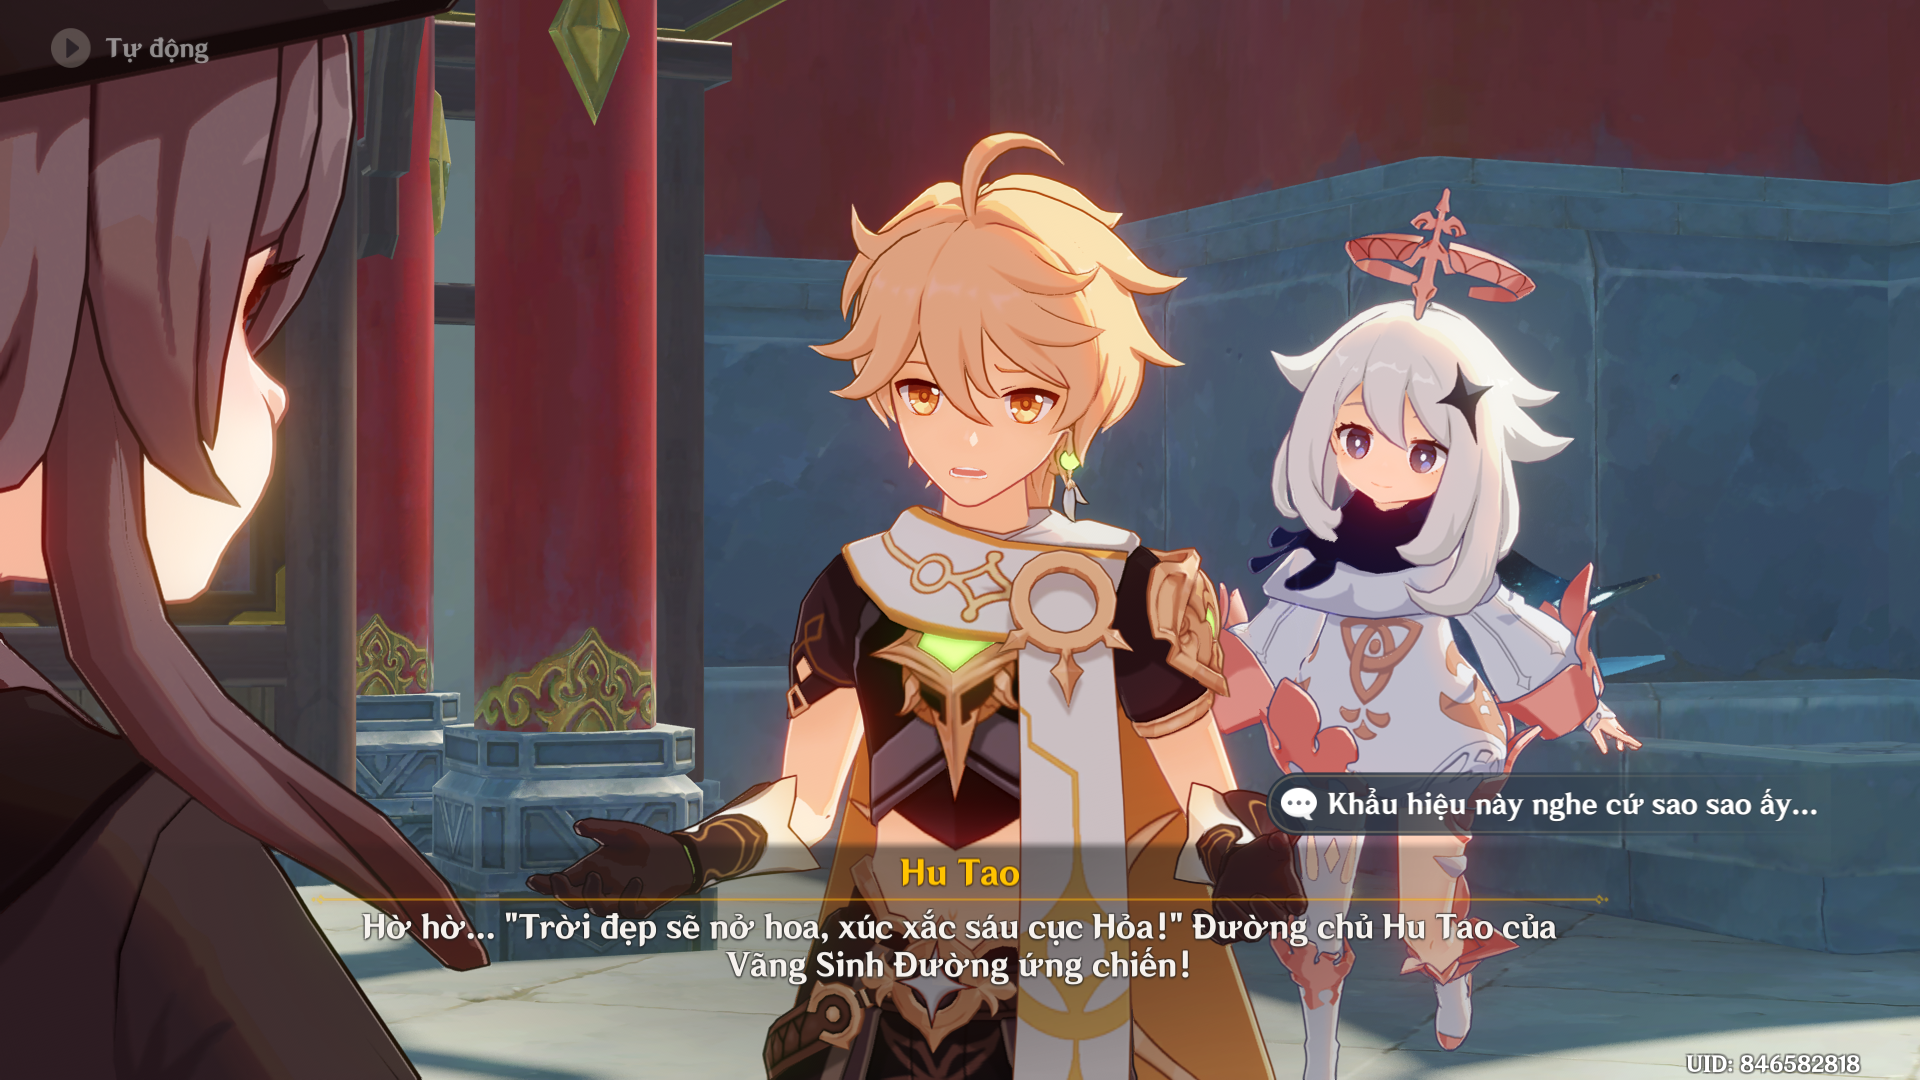 Tự động
Khẩu hiệu này nghe cứ sao sao ấy...
Hu Tao
Hờ hờ... "Trời đẹp sẽ nở hoa, xúc xắc sáu cục Hỏa!" Đường chủ Hu Tao của
Vãng Sinh Đường ứng chiến!
UID: 846582818